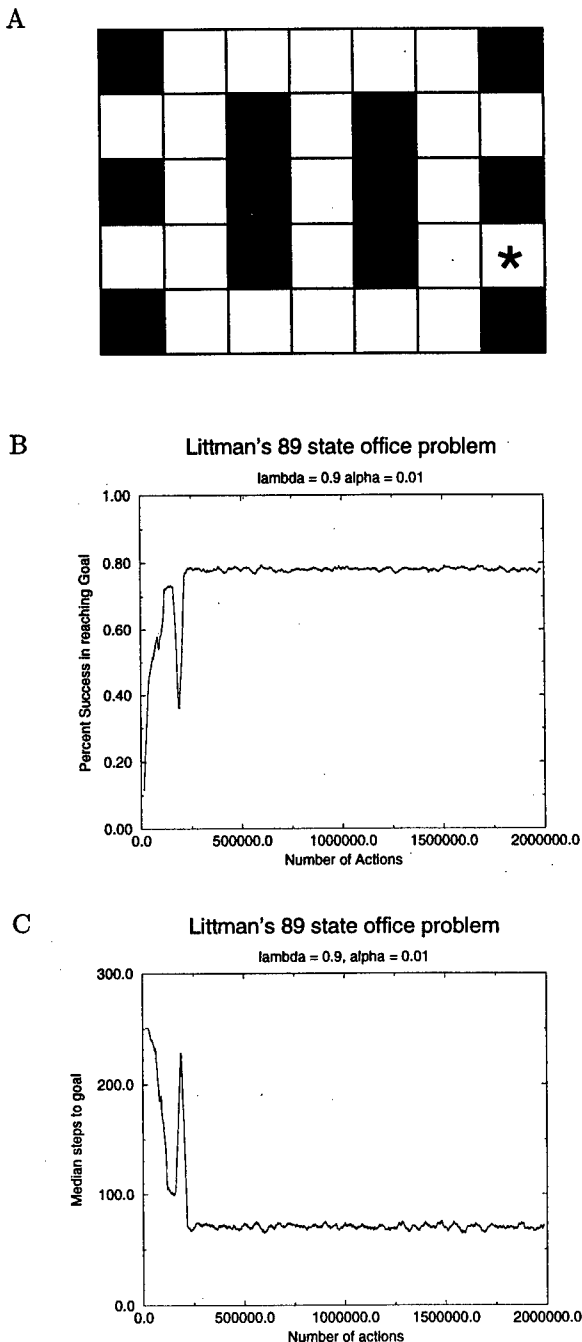 A
*
B
Littman's 89 state office problem
lambda = 0.9 alpha = 0.01
1.00
0.80
0.60
0.40
0.20
0.00
Percent Success in reaching Goal
0.0 500000.0 1000000.0 1500000.0 2000000.0
Number of Actions
C
Littman's 89 state office problem
lambda = 0.9, alpha = 0.01
300.0
200.0
100.0
0.0
Median steps to goal
0.0 500000.0 1000000.0 1500000.0 2000000.0
Number of actions